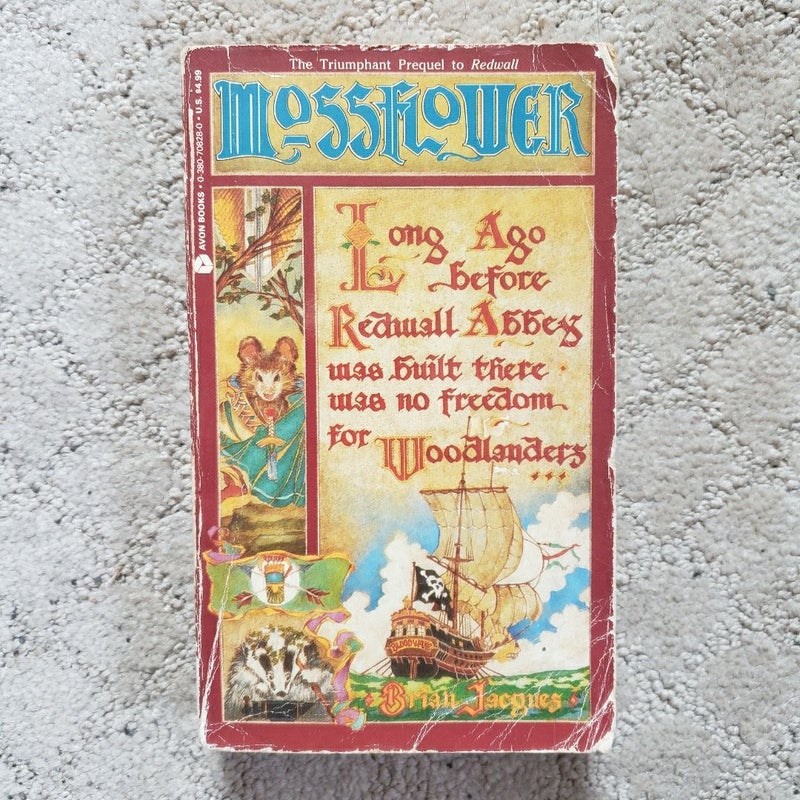 The Triumphant Prequel to Redwall
MOSSFLOWER
AVON BOOKS • 0-380-70828-0 • U.S. $4.99
Long Ago
before
Redwall Abbey
was built there
was no freedom
for Woodlanders
...
BLOODWAKE
Brian Jacques